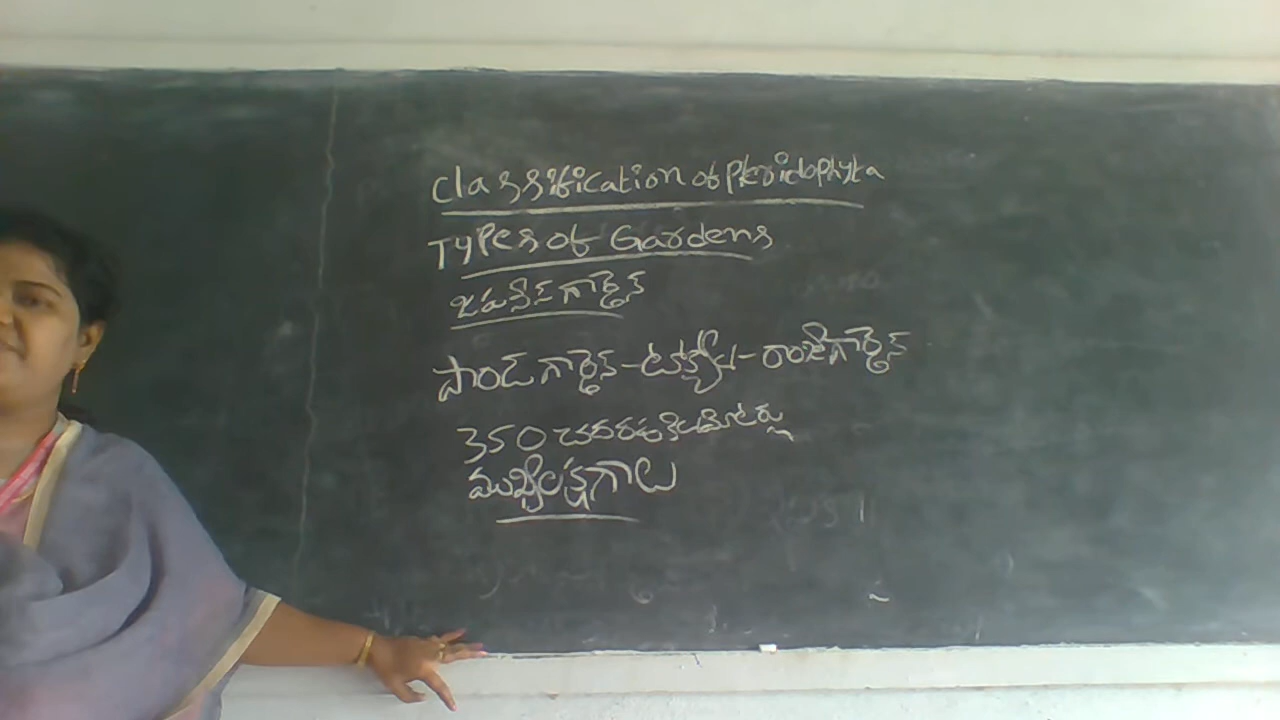 Classification of Pteridophyta
Types of Gardens
జపనీస్ గార్డెన్
పాండ్ గార్డెన్ - టోక్యో - రాంజిగార్డెన్
350 చదరపు కిలోమీటర్లు
ముఖ్యలక్షణాలు